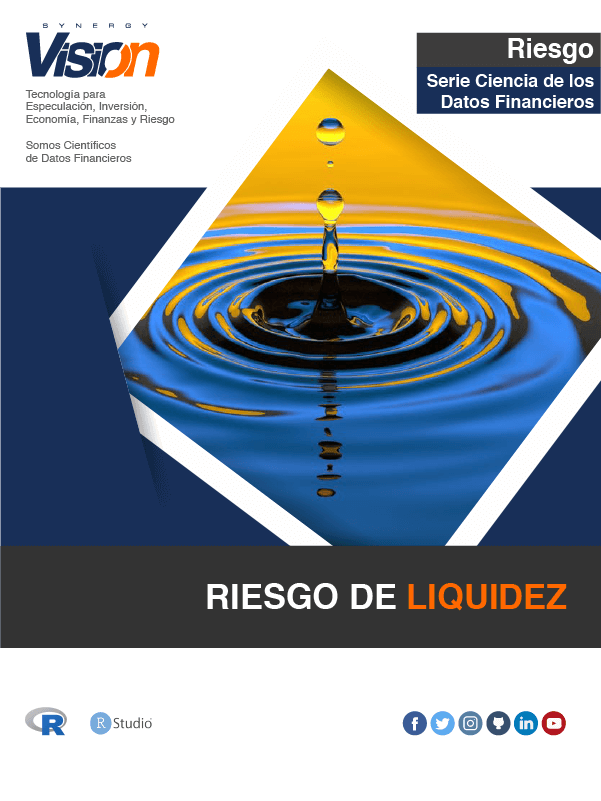 SYNERGY
Vision
Tecnología para
Especulación, Inversión,
Economía, Finanzas y Riesgo
Somos Científicos
de Datos Financieros
Riesgo
Serie Ciencia de los
Datos Financieros
RIESGO DE LIQUIDEZ
R
R Studio